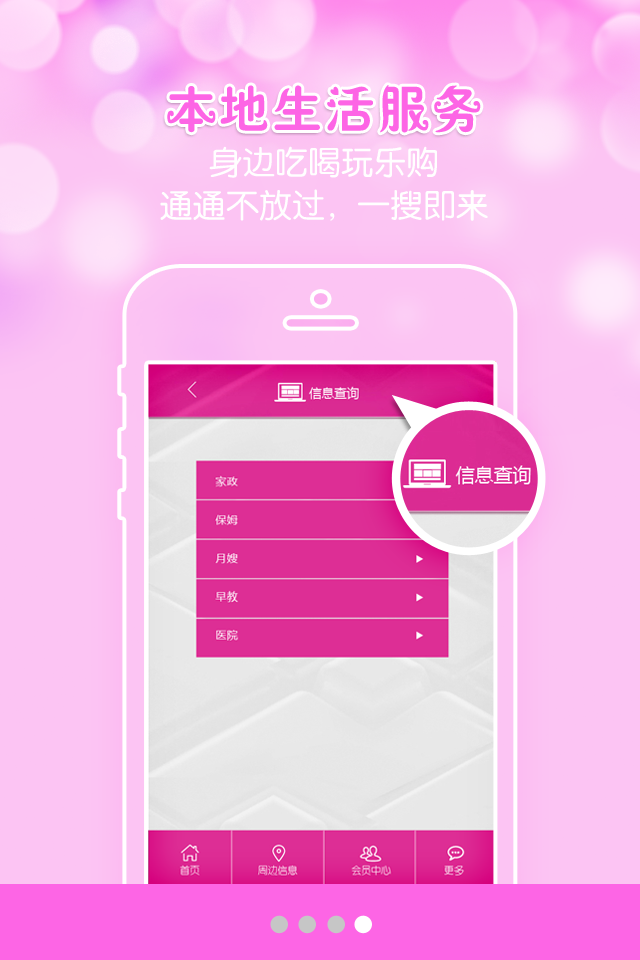 本地生活服务
身边吃喝玩乐购
通通不放过，一搜即来
信息查询
信息查询
家政
保姆
月嫂
早教
医院
首页 周边信息 会员中心 更多